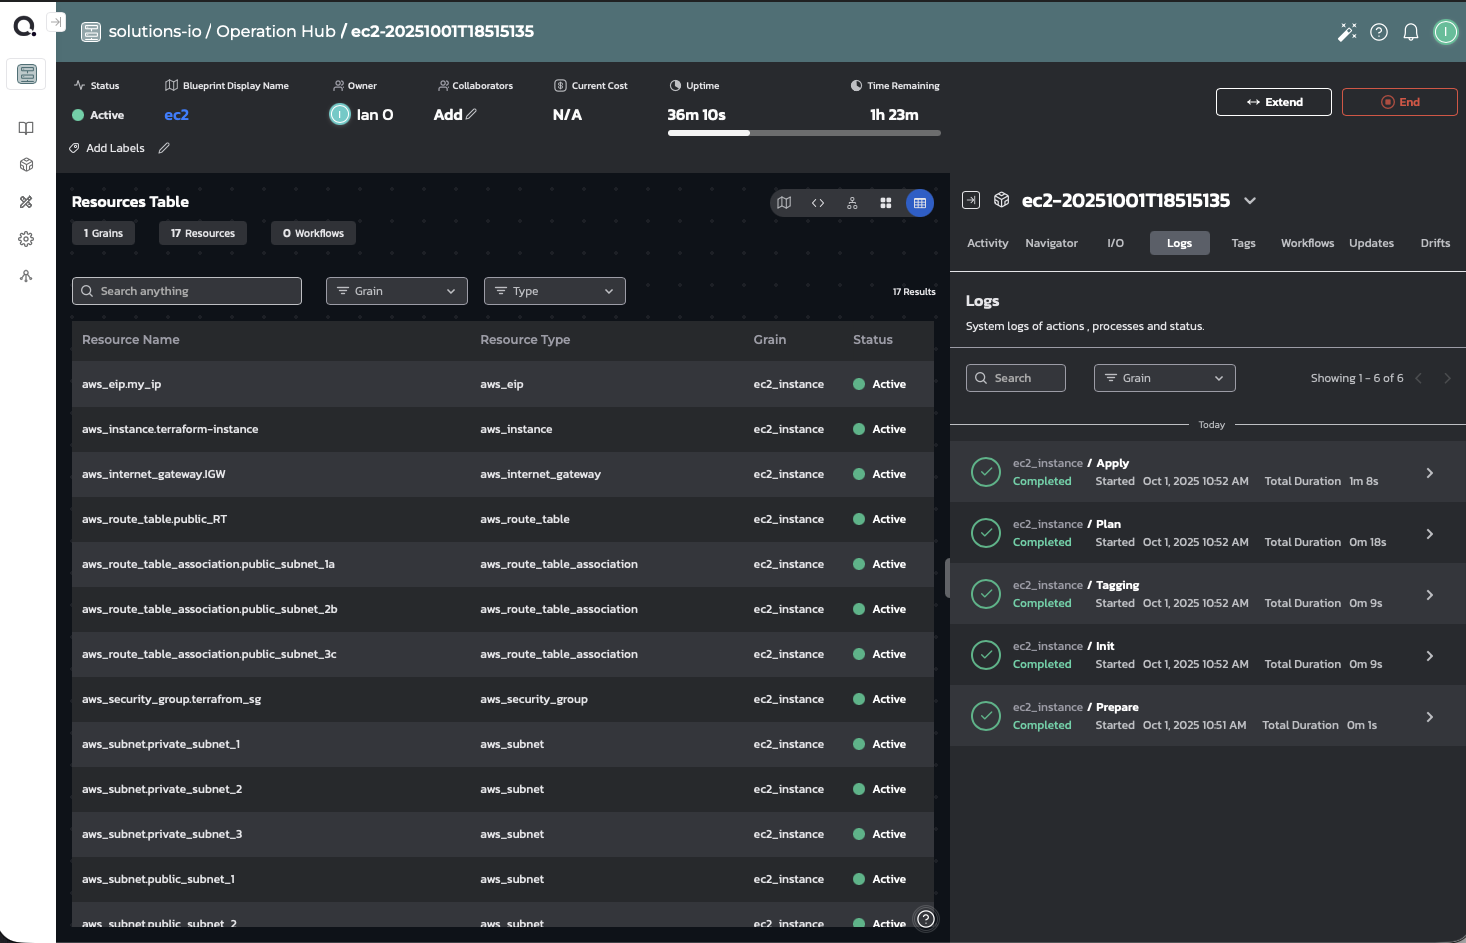 solutions-io / Operation Hub / ec2-20251001T18515135
Status
Active
Blueprint Display Name
ec2
Owner
I Ian O
Collaborators
Add
Current Cost
N/A
Uptime
36m 10s
Time Remaining
1h 23m
Extend
End
I
Add Labels
Resources Table
1 Grains
17 Resources
0 Workflows
Search anything
Grain
Type
17 Results
Resource Name Resource Type Grain Status
aws_eip.my_ip aws_eip ec2_instance Active
aws_instance.terraform-instance aws_instance ec2_instance Active
aws_internet_gateway.IGW aws_internet_gateway ec2_instance Active
aws_route_table.public_RT aws_route_table ec2_instance Active
aws_route_table_association.public_subnet_1a aws_route_table_association ec2_instance Active
aws_route_table_association.public_subnet_2b aws_route_table_association ec2_instance Active
aws_route_table_association.public_subnet_3c aws_route_table_association ec2_instance Active
aws_security_group.terrafrom_sg aws_security_group ec2_instance Active
aws_subnet.private_subnet_1 aws_subnet ec2_instance Active
aws_subnet.private_subnet_2 aws_subnet ec2_instance Active
aws_subnet.private_subnet_3 aws_subnet ec2_instance Active
aws_subnet.public_subnet_1 aws_subnet ec2_instance Active
aws_subnet.public_subnet_2 aws_subnet ec2_instance Active
ec2-20251001T18515135
Activity Navigator I/O Logs Tags Workflows Updates Drifts
Logs
System logs of actions , processes and status.
Search
Grain
Showing 1 - 6 of 6
Today
ec2_instance / Apply
Completed Started Oct 1, 2025 10:52 AM Total Duration 1m 8s
ec2_instance / Plan
Completed Started Oct 1, 2025 10:52 AM Total Duration 0m 18s
ec2_instance / Tagging
Completed Started Oct 1, 2025 10:52 AM Total Duration 0m 9s
ec2_instance / Init
Completed Started Oct 1, 2025 10:52 AM Total Duration 0m 9s
ec2_instance / Prepare
Completed Started Oct 1, 2025 10:51 AM Total Duration 0m 1s